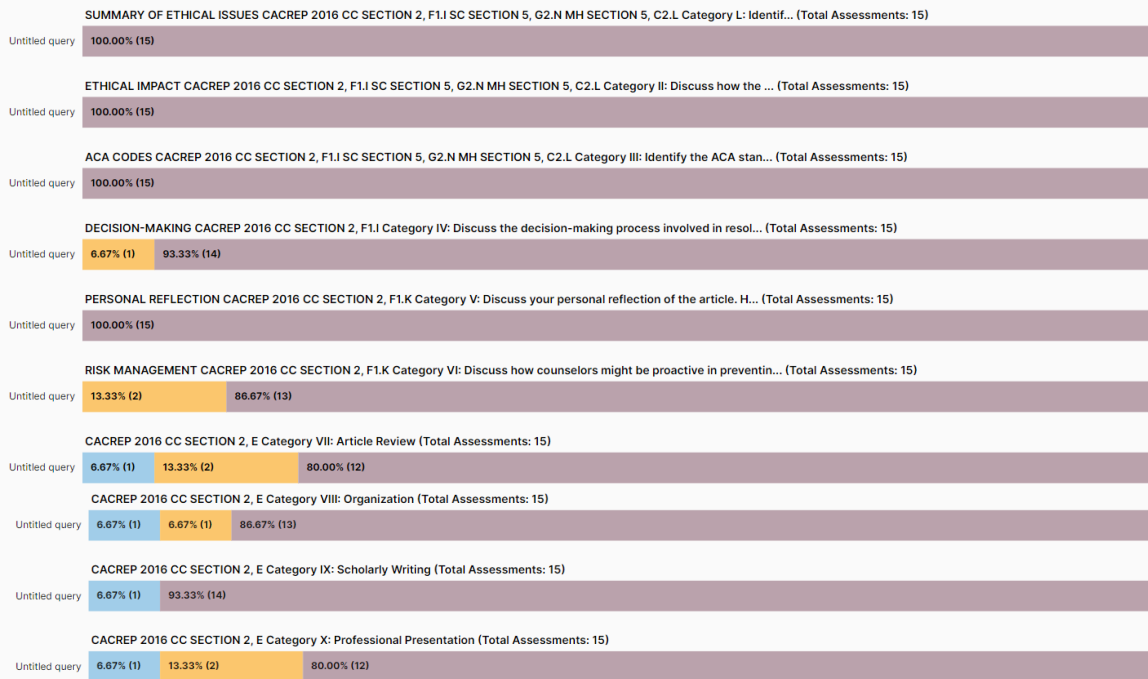 SUMMARY OF ETHICAL ISSUES CACREP 2016 CC SECTION 2, F1.I SC SECTION 5, G2.N MH SECTION 5, C2.L Category L: Identif... (Total Assessments: 15)
Untitled query 100.00% (15)
ETHICAL IMPACT CACREP 2016 CC SECTION 2, F1.I SC SECTION 5, G2.N MH SECTION 5, C2.L Category II: Discuss how the ... (Total Assessments: 15)
Untitled query 100.00% (15)
ACA CODES CACREP 2016 CC SECTION 2, F1.I SC SECTION 5, G2.N MH SECTION 5, C2.L Category III: Identify the ACA stan... (Total Assessments: 15)
Untitled query 100.00% (15)
DECISION-MAKING CACREP 2016 CC SECTION 2, F1.I Category IV: Discuss the decision-making process involved in resol... (Total Assessments: 15)
Untitled query 6.67% (1) 93.33% (14)
PERSONAL REFLECTION CACREP 2016 CC SECTION 2, F1.K Category V: Discuss your personal reflection of the article. H... (Total Assessments: 15)
Untitled query 100.00% (15)
RISK MANAGEMENT CACREP 2016 CC SECTION 2, F1.K Category VI: Discuss how counselors might be proactive in preventin... (Total Assessments: 15)
Untitled query 13.33% (2) 86.67% (13)
CACREP 2016 CC SECTION 2, E Category VII: Article Review (Total Assessments: 15)
Untitled query 6.67% (1) 13.33% (2) 80.00% (12)
CACREP 2016 CC SECTION 2, E Category VIII: Organization (Total Assessments: 15)
Untitled query 6.67% (1) 6.67% (1) 86.67% (13)
CACREP 2016 CC SECTION 2, E Category IX: Scholarly Writing (Total Assessments: 15)
Untitled query 6.67% (1) 93.33% (14)
CACREP 2016 CC SECTION 2, E Category X: Professional Presentation (Total Assessments: 15)
Untitled query 6.67% (1) 13.33% (2) 80.00% (12)